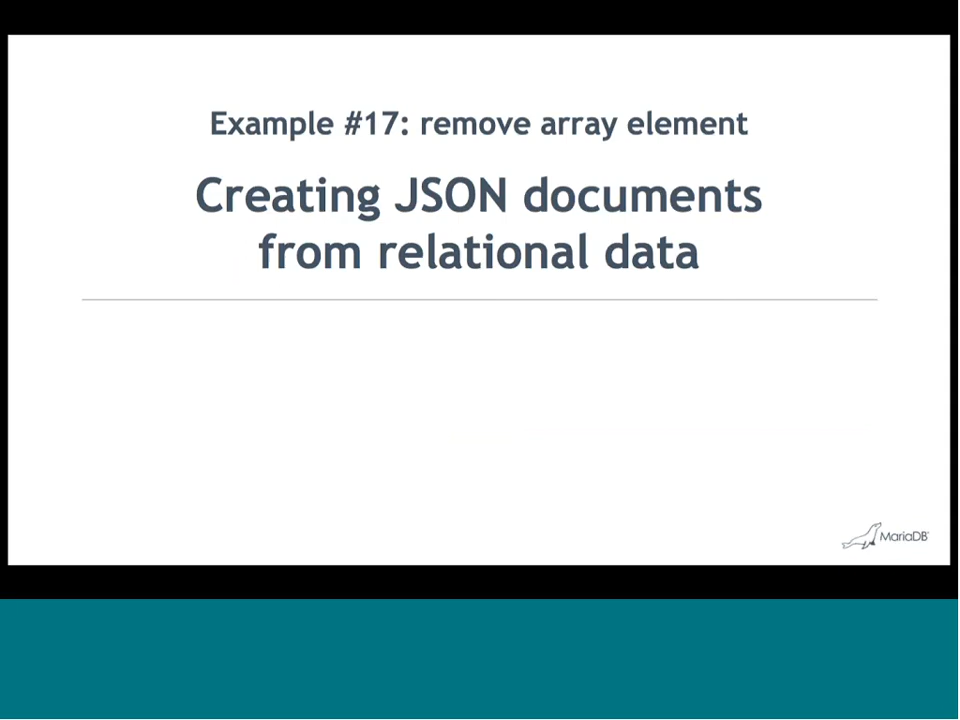 Example #17: remove array element
Creating JSON documents
from relational data
MariaDB